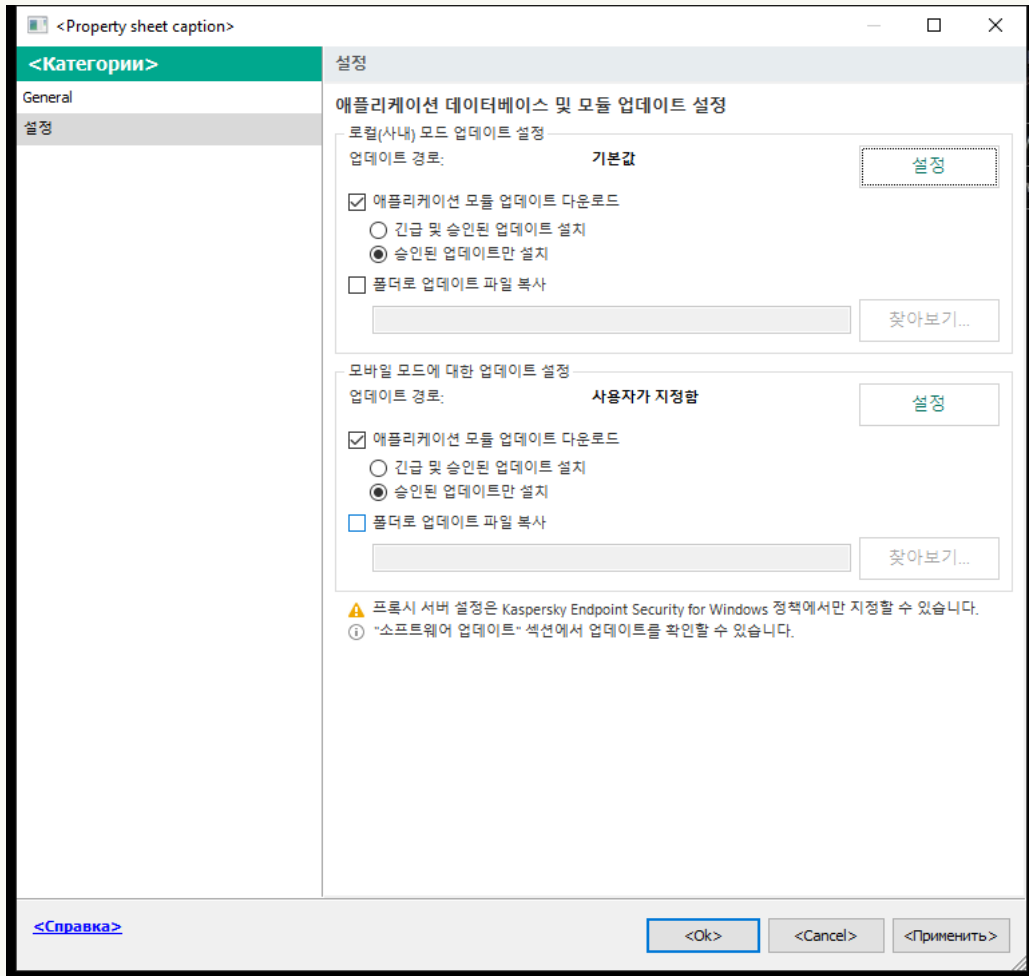 <Property sheet caption>
<Категории>
General
설정
설정
애플리케이션 데이터베이스 및 모듈 업데이트 설정
로컬(사내) 모드 업데이트 설정
업데이트 경로: 기본값 설정
애플리케이션 모듈 업데이트 다운로드
긴급 및 승인된 업데이트 설치
승인된 업데이트만 설치
폴더로 업데이트 파일 복사
찾아보기...
모바일 모드에 대한 업데이트 설정
업데이트 경로: 사용자가 지정함 설정
애플리케이션 모듈 업데이트 다운로드
긴급 및 승인된 업데이트 설치
승인된 업데이트만 설치
폴더로 업데이트 파일 복사
찾아보기...
프록시 서버 설정은 Kaspersky Endpoint Security for Windows 정책에서만 지정할 수 있습니다.
"소프트웨어 업데이트" 섹션에서 업데이트를 확인할 수 있습니다.
<Справка>
<Ok> <Cancel> <Применить>